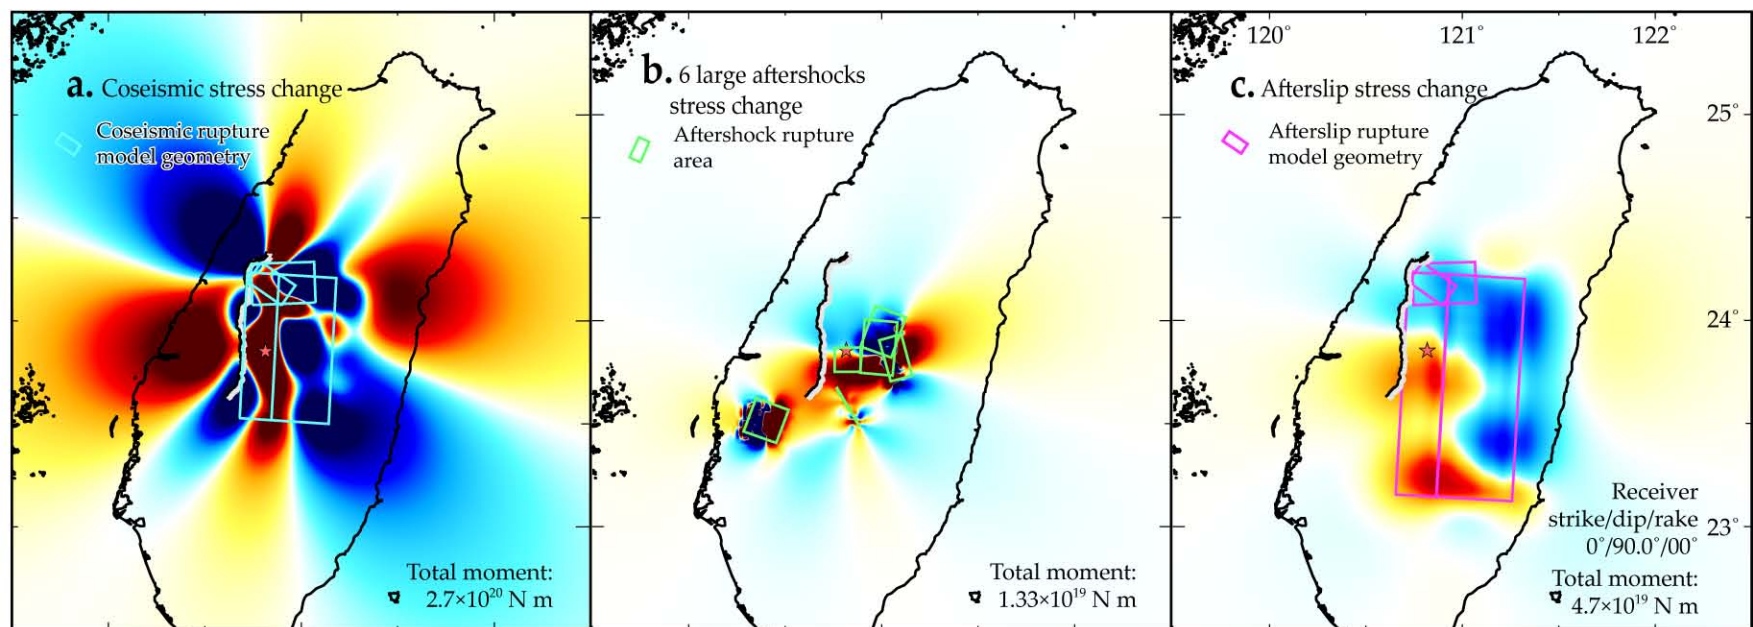 a. Coseismic stress change
Coseismic rupture
model geometry
Total moment:
2.7×10²⁰ N m
b. 6 large aftershocks
stress change
Aftershock rupture
area
Total moment:
1.33×10¹⁹ N m
120˚ 121˚ 122˚
c. Afterslip stress change
25˚
Afterslip rupture
model geometry
24˚
Receiver
strike/dip/rake
23˚
0˚/90.0˚/00˚
Total moment:
4.7×10¹⁹ N m